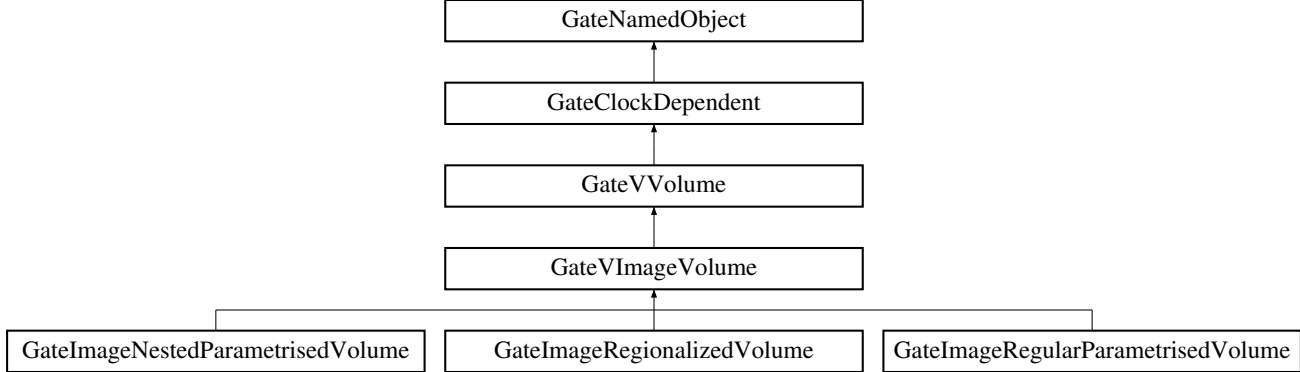 GateNamedObject
GateClockDependent
GateVVolume
GateVImageVolume
GateImageNestedParametrisedVolume
GateImageRegionalizedVolume
GateImageRegularParametrisedVolume